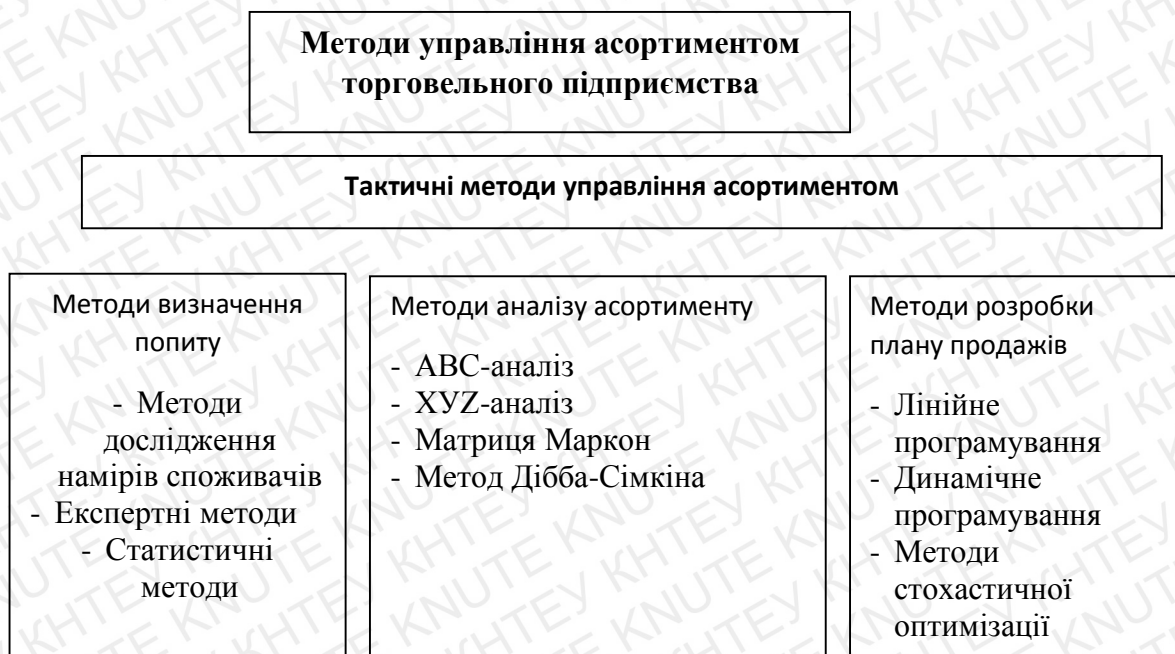 Методи управління асортиментом
торговельного підприємства
Тактичні методи управління асортиментом
Методи визначення
попиту
- Методи
дослідження
намірів споживачів
- Експертні методи
- Статистичні
методи
Методи аналізу асортименту
- АВС-аналіз
- ХУZ-аналіз
- Матриця Маркон
- Метод Дібба-Сімкіна
Методи розробки
плану продажів
- Лінійне
програмування
- Динамічне
програмування
- Методи
стохастичної
оптимізації